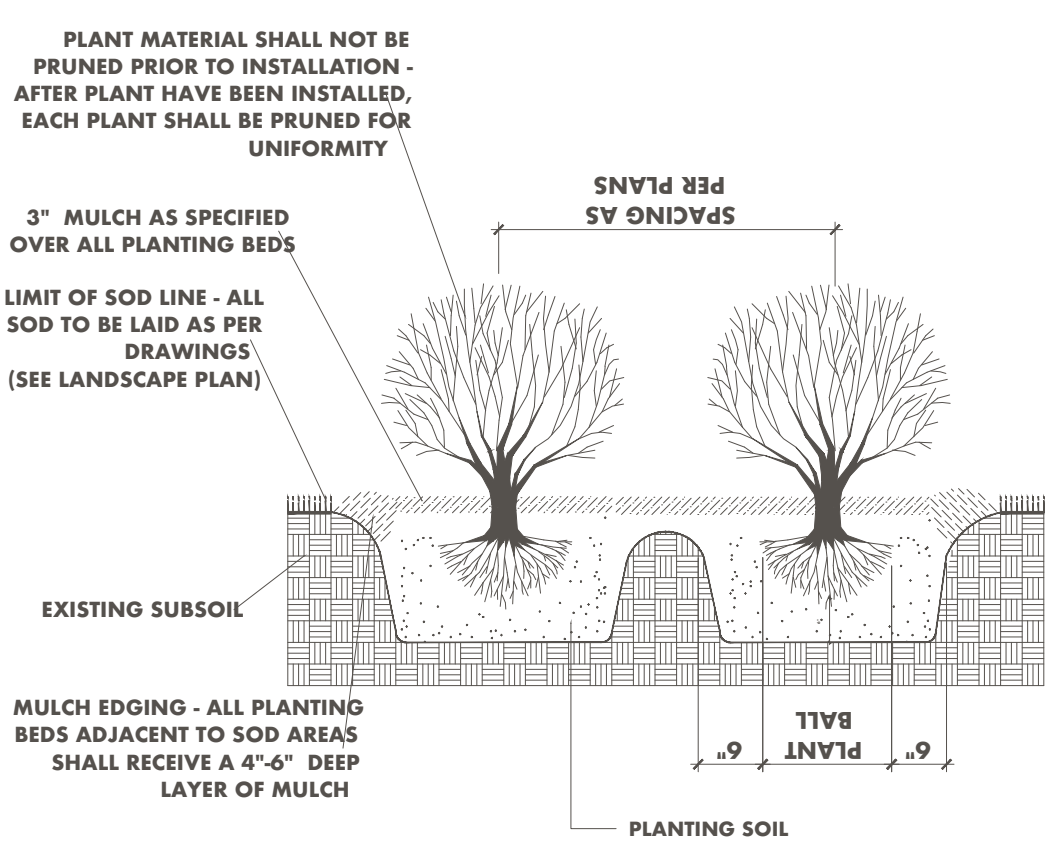 PLANT MATERIAL SHALL NOT BE
PRUNED PRIOR TO INSTALLATION -
AFTER PLANT HAVE BEEN INSTALLED,
EACH PLANT SHALL BE PRUNED FOR
UNIFORMITY
SPACING AS
PER PLANS
3" MULCH AS SPECIFIED
OVER ALL PLANTING BEDS
LIMIT OF SOD LINE - ALL
SOD TO BE LAID AS PER
DRAWINGS
(SEE LANDSCAPE PLAN)
EXISTING SUBSOIL
MULCH EDGING - ALL PLANTING
BEDS ADJACENT TO SOD AREAS
SHALL RECEIVE A 4"-6" DEEP
LAYER OF MULCH
6"
PLANT
BALL
6"
PLANTING SOIL